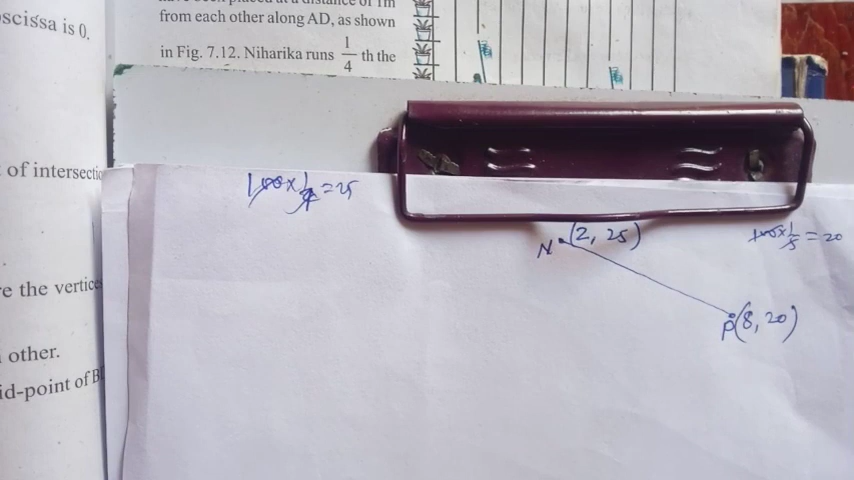 scissa is 0.
of intersectio
re the vertice
other.
id-point of B
from each other along AD, as shown
in Fig. 7.12. Niharika runs 1/4 th the
100×1/4=25
N (2, 25)
100×1/5=20
P(8, 20)